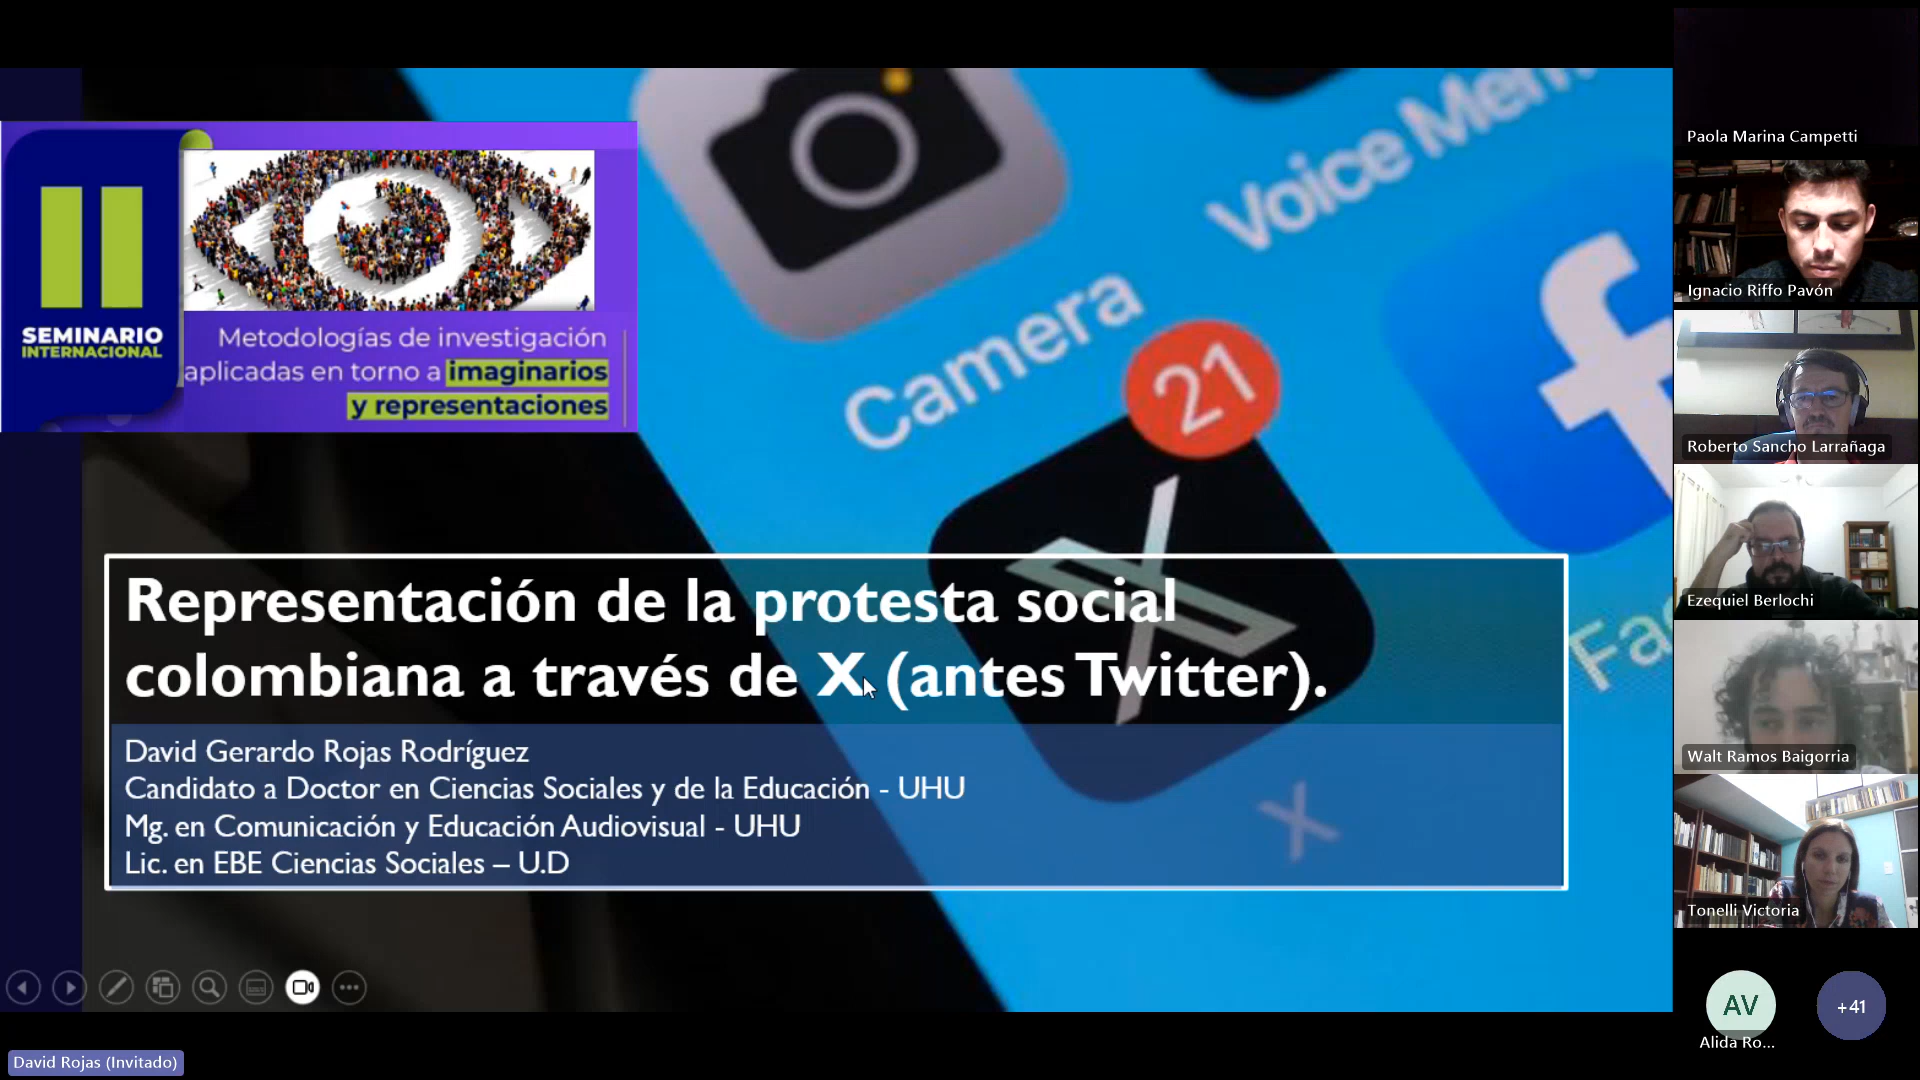 SEMINARIO
INTERNACIONAL
Metodologías de investigación
aplicadas en torno a imaginarios
y representaciones
Camera
Voice Mem
21
X
Representación de la protesta social
colombiana a través de X (antes Twitter).
David Gerardo Rojas Rodríguez
Candidato a Doctor en Ciencias Sociales y de la Educación - UHU
Mg. en Comunicación y Educación Audiovisual - UHU
Lic. en EBE Ciencias Sociales – U.D
Fa
X
Paola Marina Campetti
Ignacio Riffo Pavón
Roberto Sancho Larrañaga
Ezequiel Berlochi
Walt Ramos Baigorria
Tonelli Victoria
AV
Alida Ro...
+41
David Rojas (Invitado)